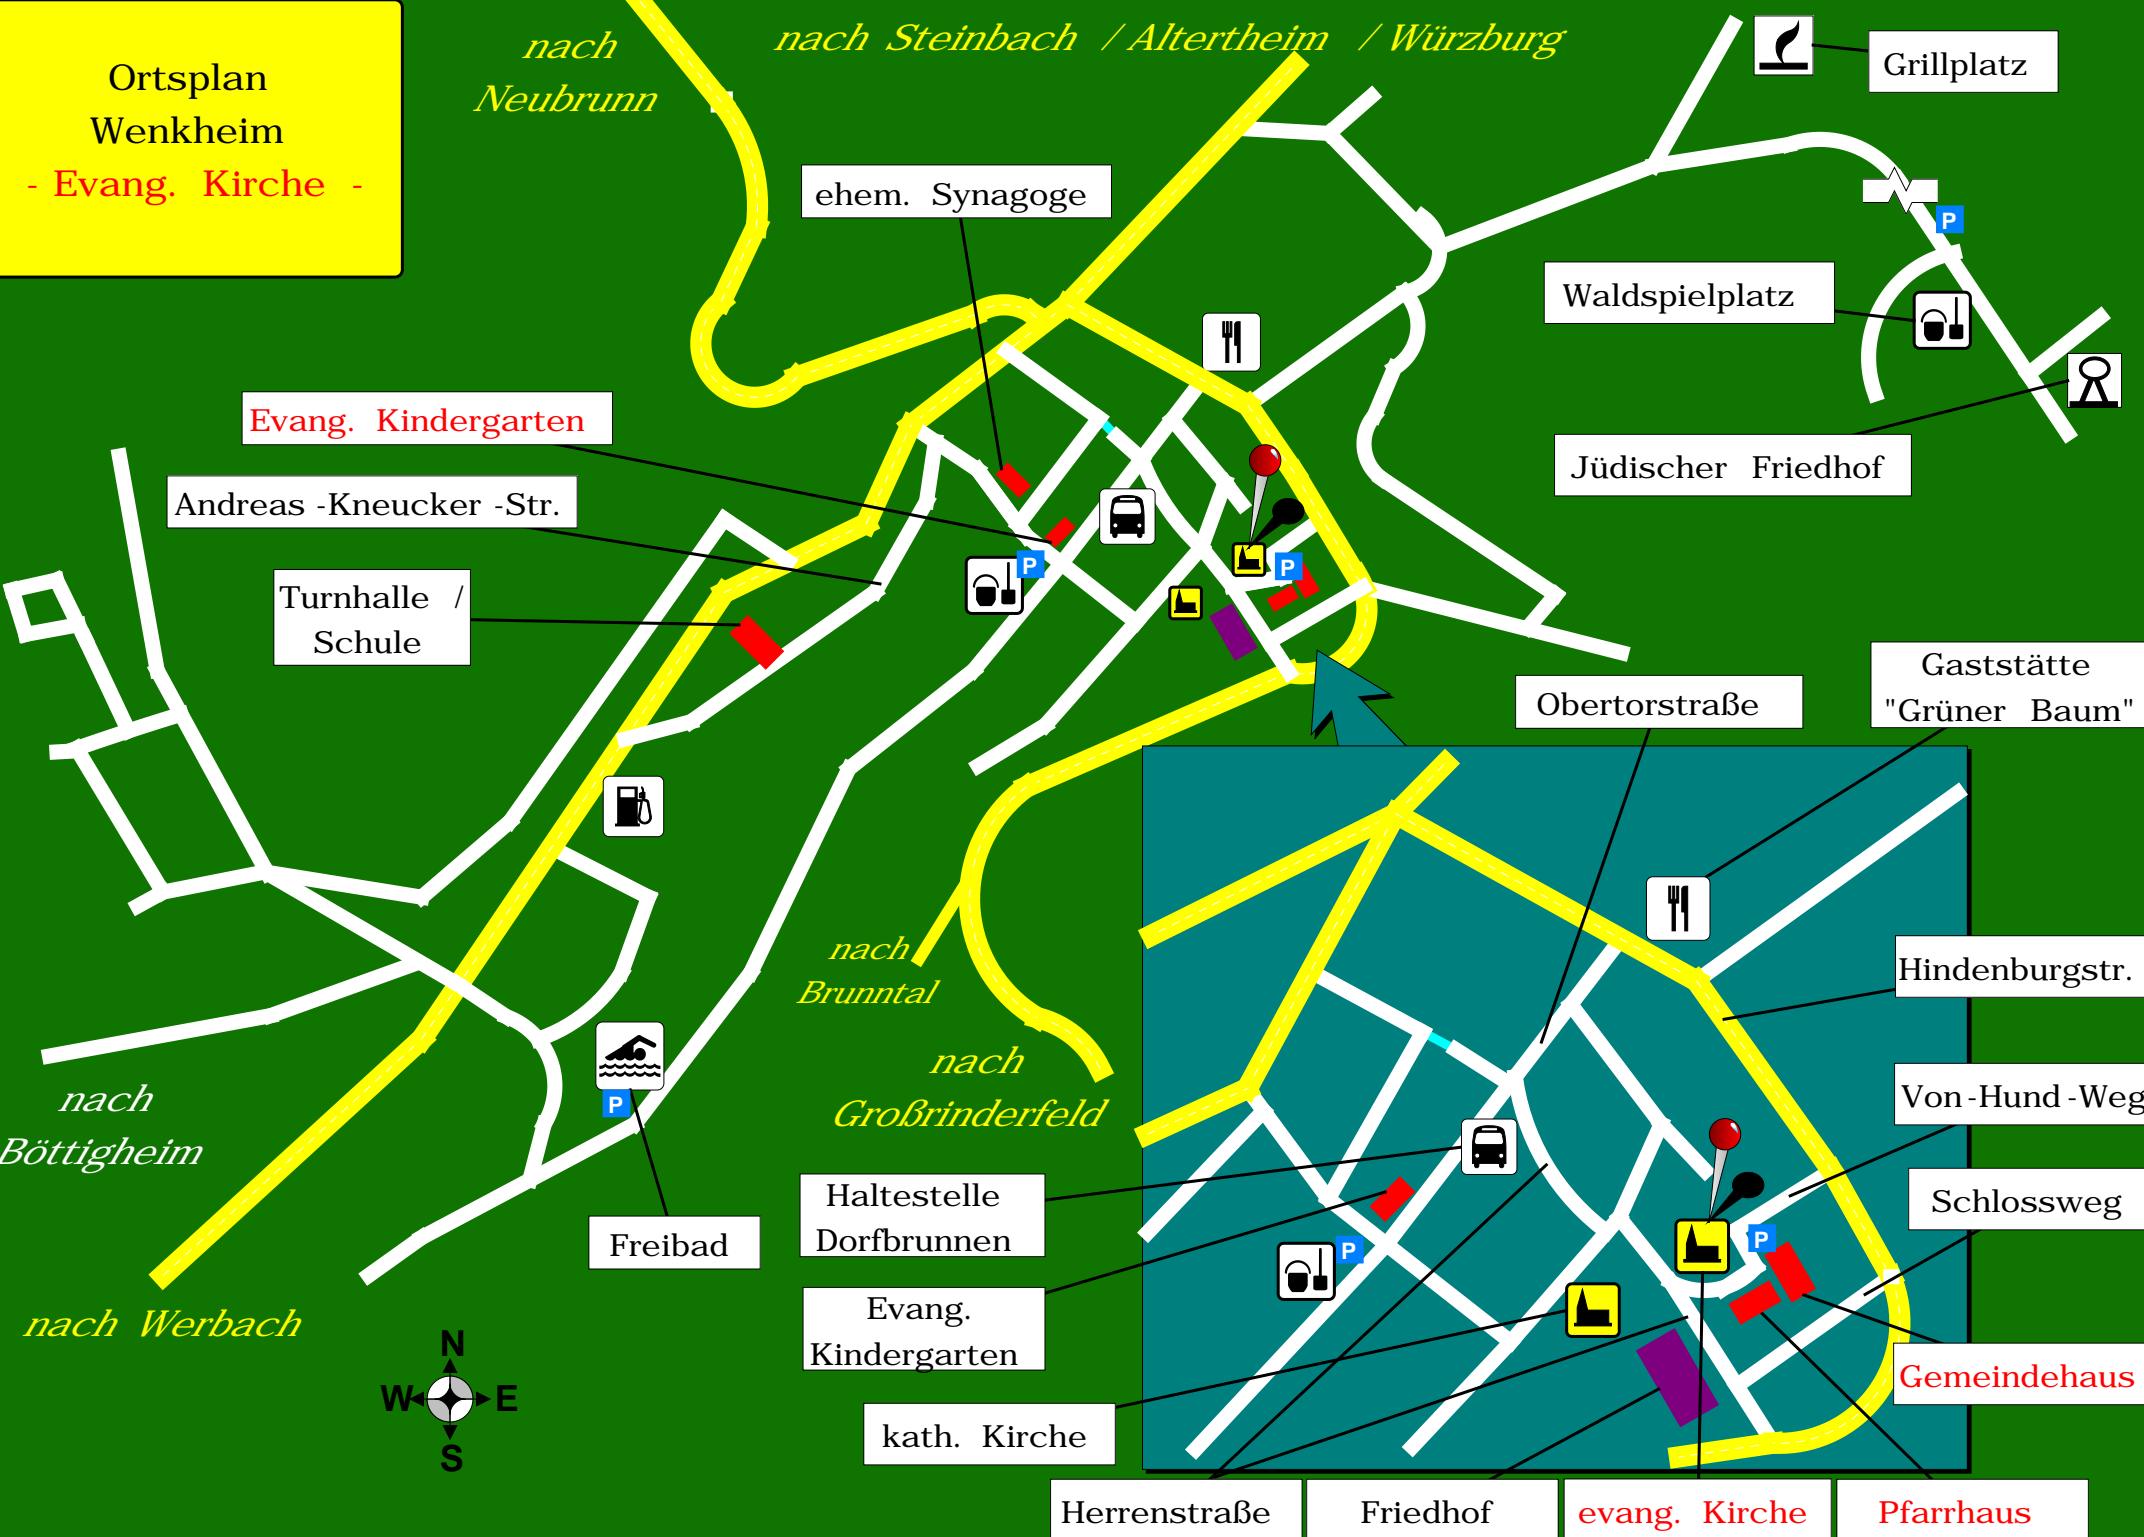 Ortsplan
Wenkheim
- Evang. Kirche -
nach
Neubrunn
nach Steinbach / Altertheim / Würzburg
Grillplatz
ehem. Synagoge
P
Waldspielplatz
Evang. Kindergarten
Jüdischer Friedhof
Andreas -Kneucker -Str.
P
P
Turnhalle /
Schule
Gaststätte
"Grüner Baum"
Obertorstraße
nach
Brunntal
Hindenburgstr.
nach
Großrinderfeld
nach
Böttigheim
P
Von -Hund -Weg
Haltestelle
Dorfbrunnen
Schlossweg
Freibad
P
P
Evang.
Kindergarten
nach Werbach
N
W E
S
Gemeindehaus
kath. Kirche
Herrenstraße
Friedhof
evang. Kirche
Pfarrhaus